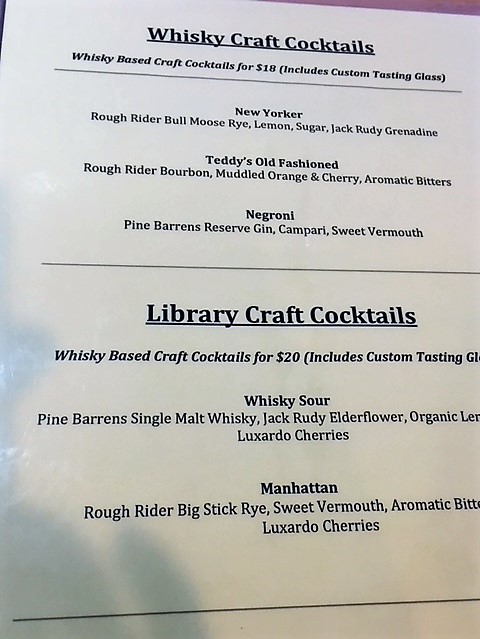 Whisky Craft Cocktails
Whisky Based Craft Cocktails for $18 (Includes Custom Tasting Glass)
New Yorker
Rough Rider Bull Moose Rye, Lemon, Sugar, Jack Rudy Grenadine
Teddy's Old Fashioned
Rough Rider Bourbon, Muddled Orange & Cherry, Aromatic Bitters
Negroni
Pine Barrens Reserve Gin, Campari, Sweet Vermouth
Library Craft Cocktails
Whisky Based Craft Cocktails for $20 (Includes Custom Tasting
Whisky Sour
Pine Barrens Single Malt Whisky, Jack Rudy Elderflower, Organic
Luxardo Cherries
Manhattan
Rough Rider Big Stick Rye, Sweet Vermouth, Aromatic
Luxardo Cherries